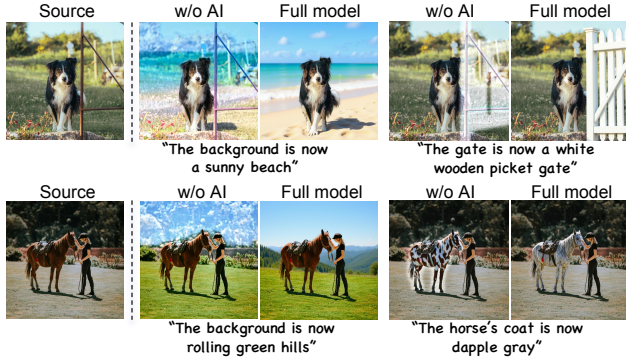 Source w/o AI Full model w/o AI Full model
“The background is now
a sunny beach”
“The gate is now a white
wooden picket gate”
Source w/o AI Full model w/o AI Full model
“The background is now
rolling green hills”
“The horse's coat is now
dapple gray”